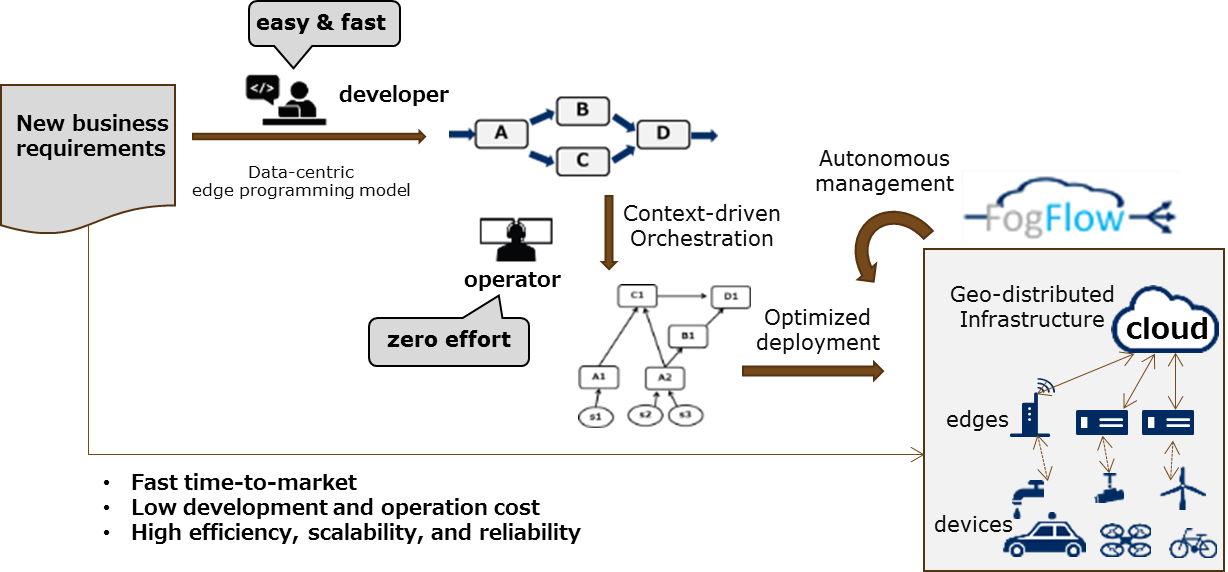 easy & fast
</>
developer
New business
requirements
Data-centric
edge programming model
A
B
C
D
Autonomous
management
FogFlow
Context-driven
Orchestration
operator
zero effort
C1
D1
B1
A1
A2
s1
s2
s3
Optimized
deployment
Geo-distributed
Infrastructure
cloud
edges
devices
• Fast time-to-market
• Low development and operation cost
• High efficiency, scalability, and reliability